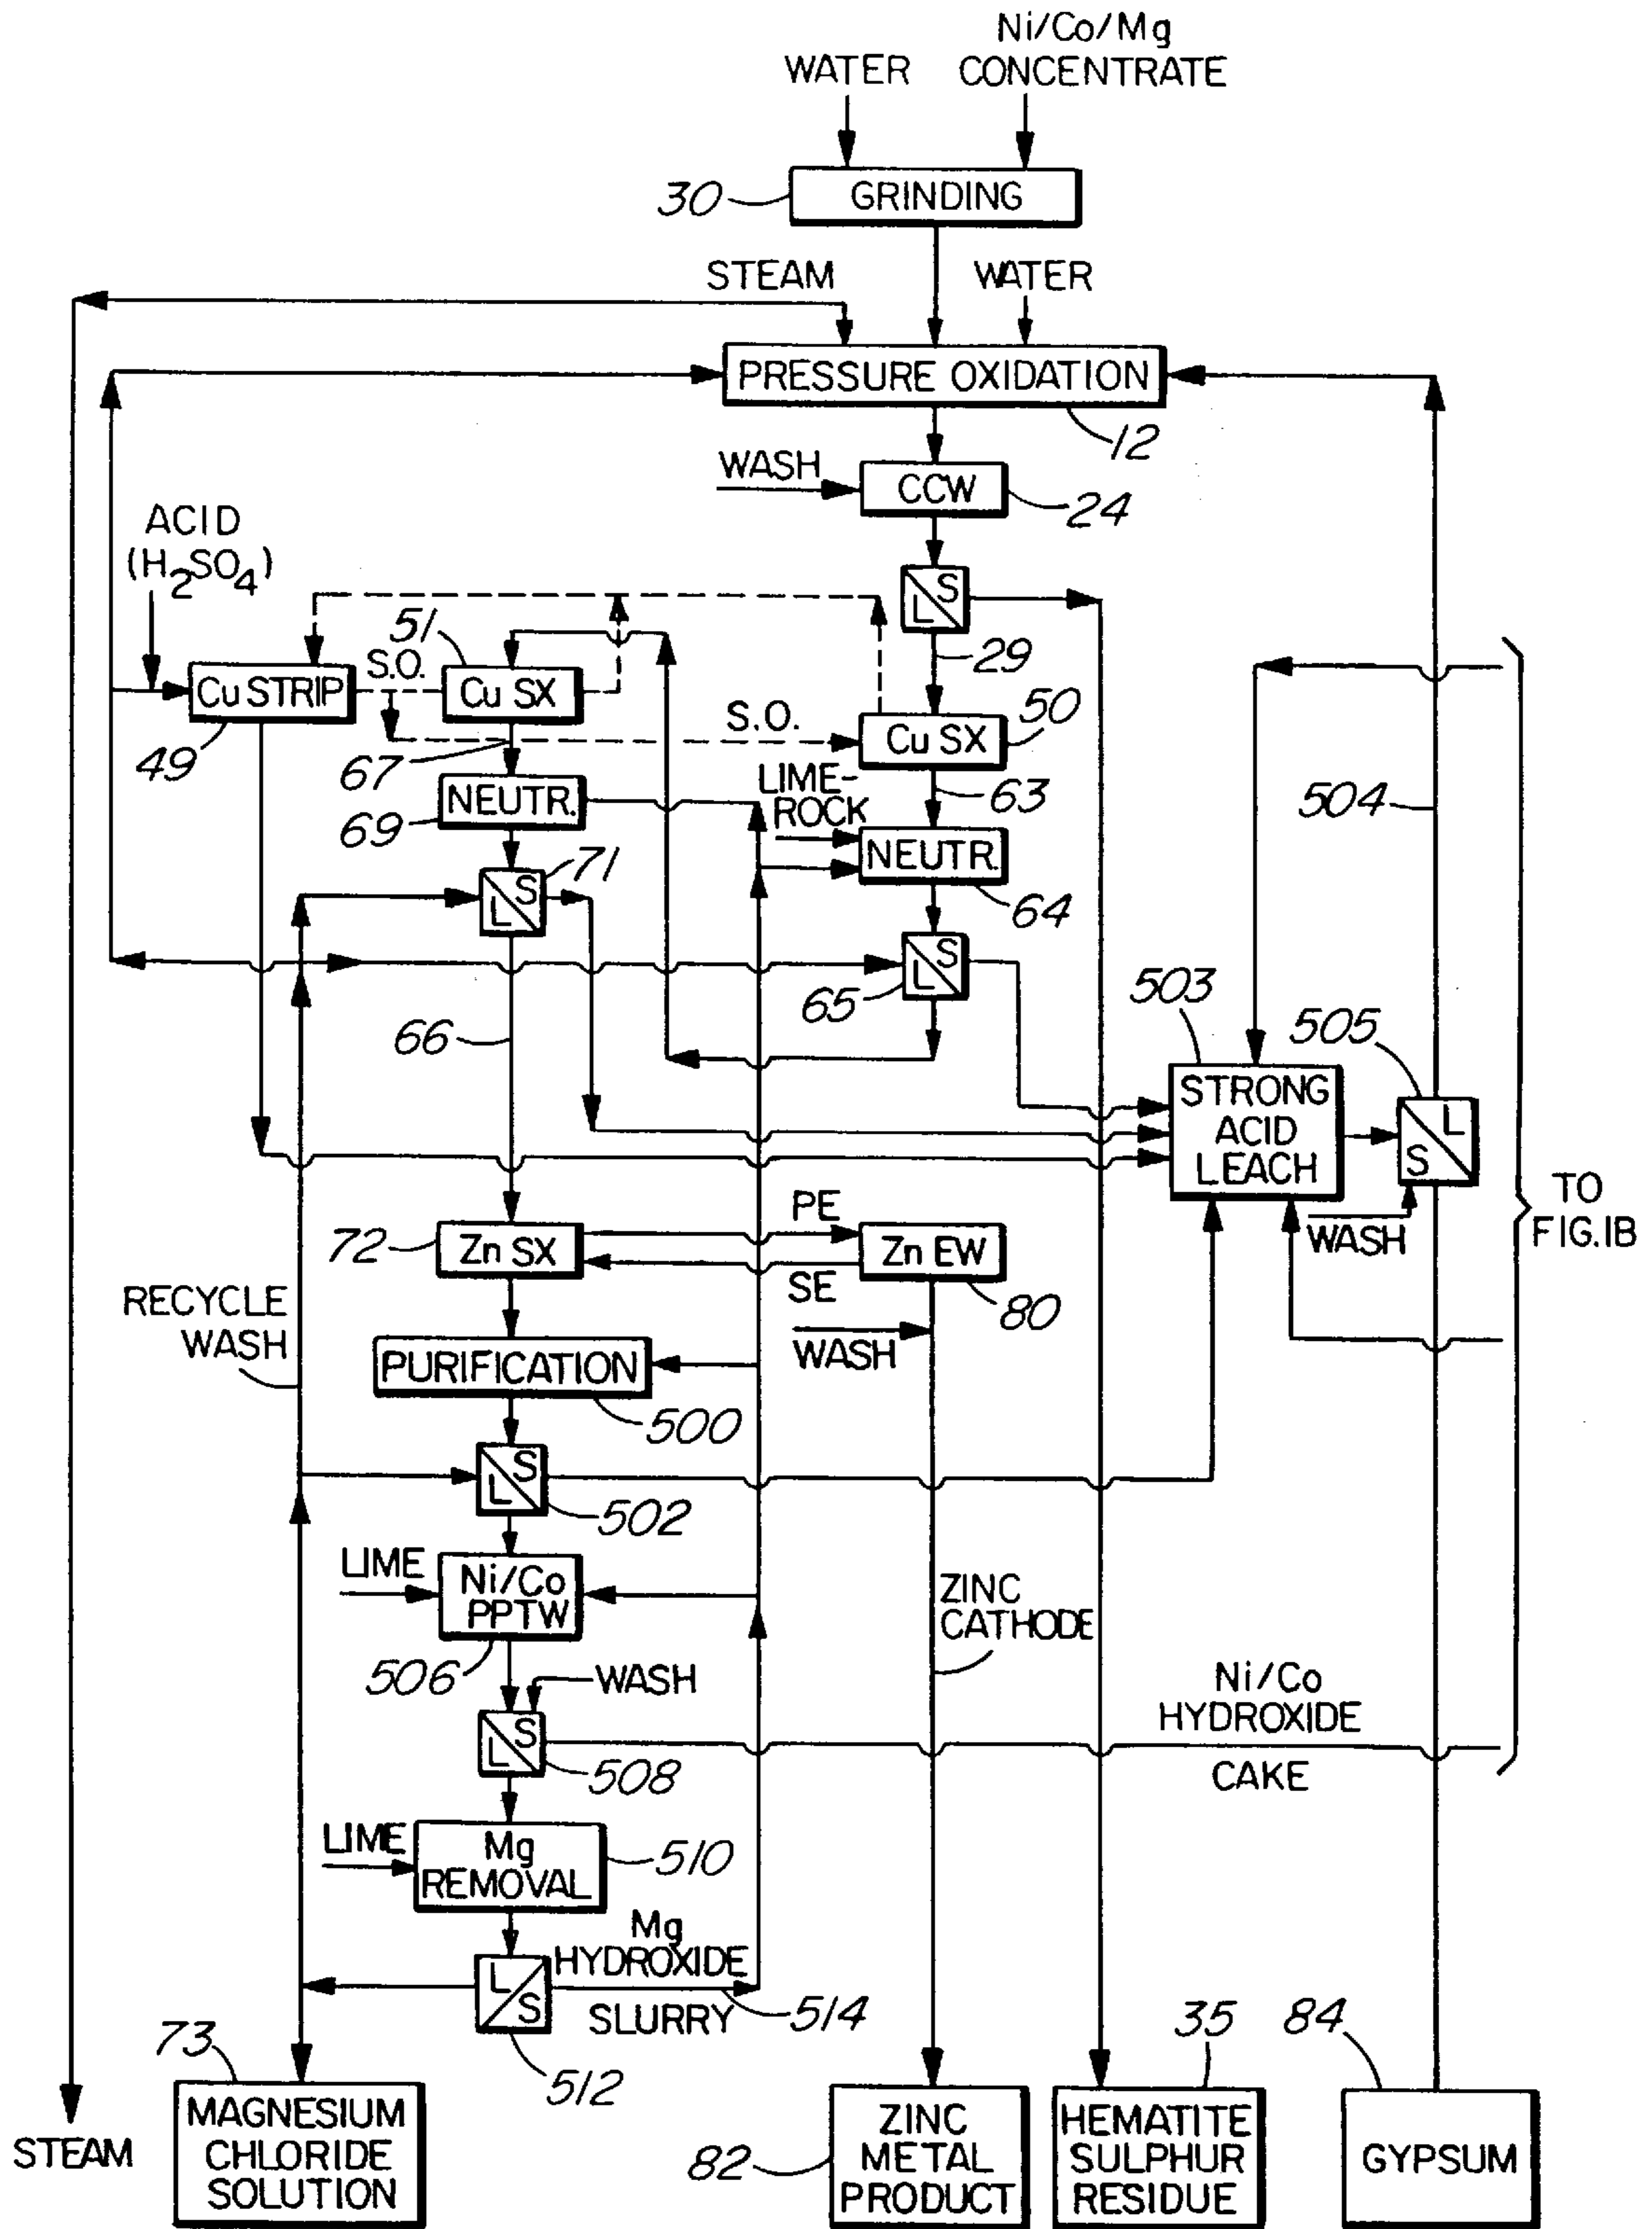 Ni/Co/Mg
WATER CONCENTRATE
30 GRINDING
STEAM WATER
PRESSURE OXIDATION
12
WASH CCW 24
ACID
(H2SO4)
S
L
29
51
S.O.
Cu STRIP Cu SX
49
67
S.O.
50
Cu SX
63
LIME-
ROCK
NEUTR.
69
NEUTR.
64
71
S
L
S
L
65
66
504
503
505
STRONG
ACID
LEACH
L
S
WASH
TO
FIG.1B
72 Zn SX
PE
SE
Zn EW
80
WASH
RECYCLE
WASH
PURIFICATION
500
S
L
502
LIME
Ni/Co
PPTW
506
ZINC
CATHODE
WASH
S
L
508
Ni/Co
HYDROXIDE
CAKE
LIME
Mg
REMOVAL
510
Mg
HYDROXIDE
SLURRY
514
L
S
512
STEAM
73
MAGNESIUM
CHLORIDE
SOLUTION
82
ZINC
METAL
PRODUCT
35
HEMATITE
SULPHUR
RESIDUE
84
GYPSUM